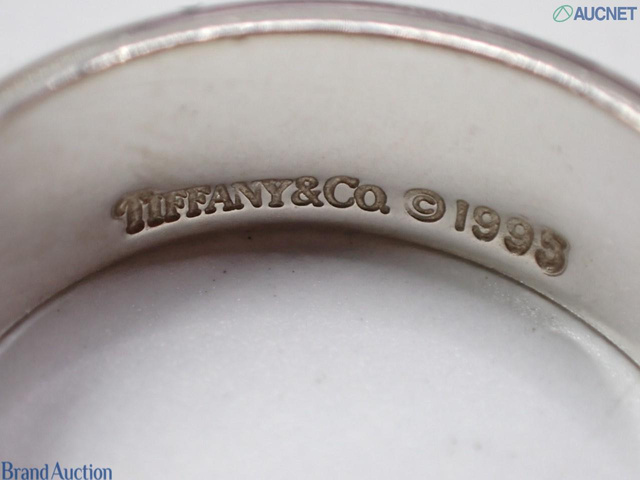 AUCNET
TIFFANY&Co. © 1995
Brand Auction